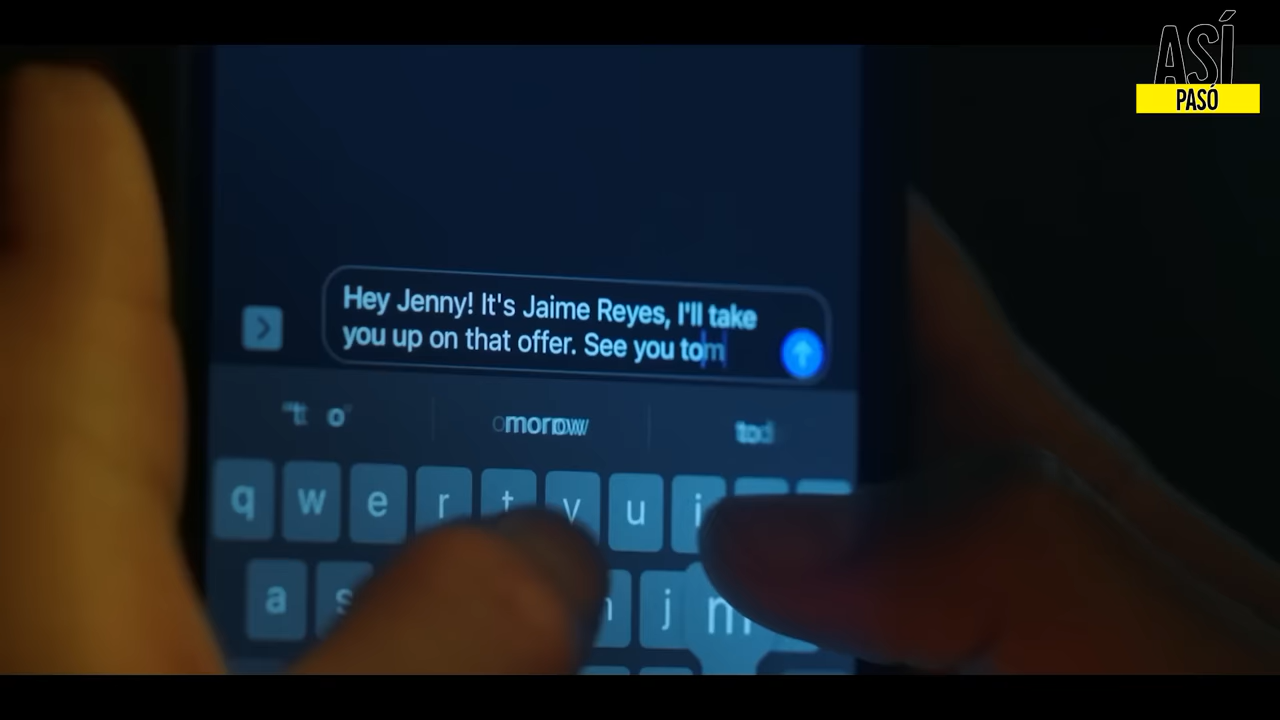 ASÍ
PASÓ
Hey Jenny! It's Jaime Reyes, I'll take
you up on that offer. See you tom
q w e r t y u i
a s j m